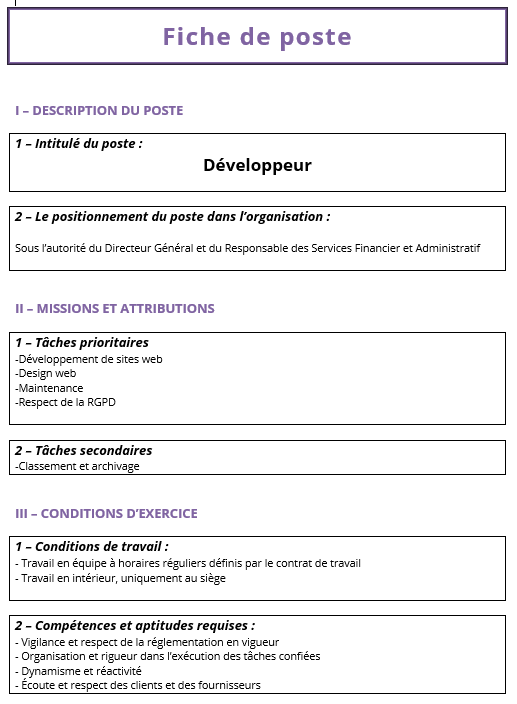 Fiche de poste
I – DESCRIPTION DU POSTE
1 – Intitulé du poste :
Développeur
2 – Le positionnement du poste dans l'organisation :
Sous l'autorité du Directeur Général et du Responsable des Services Financier et Administratif
II – MISSIONS ET ATTRIBUTIONS
1 – Tâches prioritaires
-Développement de sites web
-Design web
-Maintenance
-Respect de la RGPD
2 – Tâches secondaires
-Classement et archivage
III – CONDITIONS D'EXERCICE
1 – Conditions de travail :
- Travail en équipe à horaires réguliers définis par le contrat de travail
- Travail en intérieur, uniquement au siège
2 – Compétences et aptitudes requises :
- Vigilance et respect de la réglementation en vigueur
- Organisation et rigueur dans l'exécution des tâches confiées
- Dynamisme et réactivité
- Écoute et respect des clients et des fournisseurs